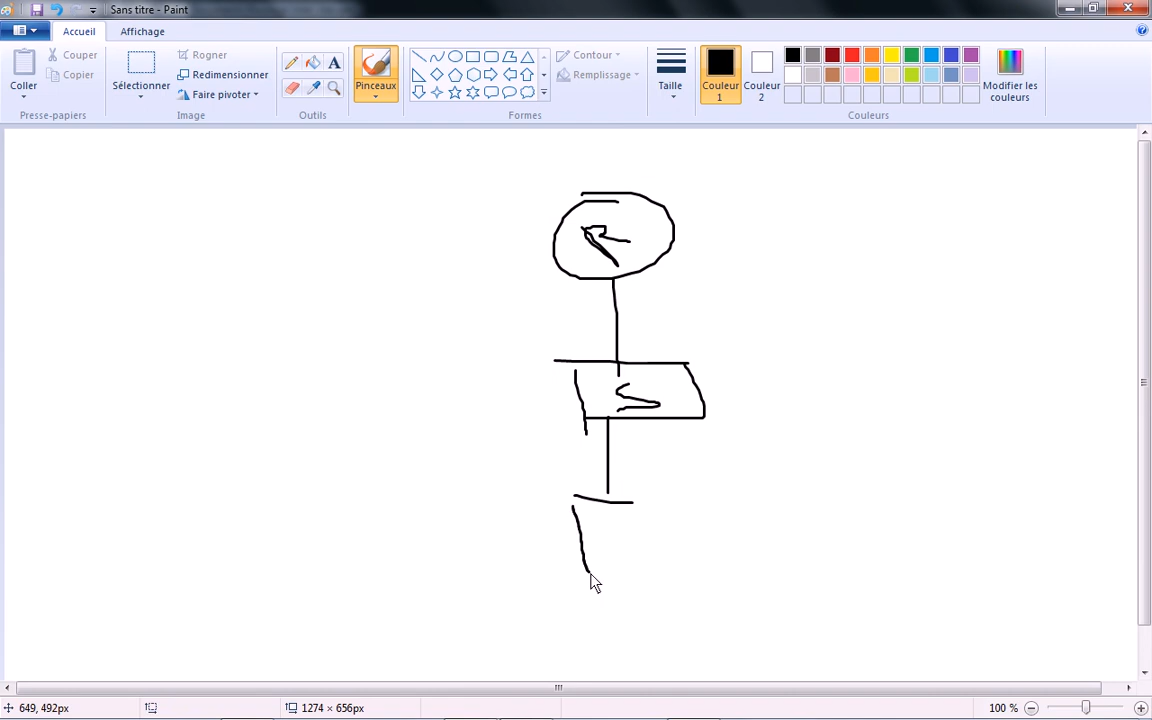 Sans titre - Paint
Accueil
Affichage
Coller
Couper
Copier
Presse-papiers
Sélectionner
Rogner
Redimensionner
Faire pivoter
Image
Outils
Pinceaux
Formes
Contour
Remplissage
Taille
Couleur
1
Couleur
2
Modifier les
couleurs
Couleurs
649, 492px
1274 × 656px
100 %